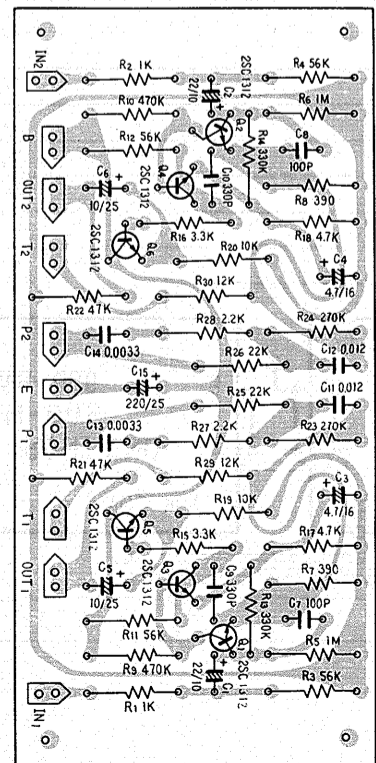 IN2
R2 1K
R4 56K
C2
22/10
2SC1312
R10 470K
R6 1M
Q2
B
R12 56K
R14 330K
C8
100P
C6
10/25
OUT2
2SC1312
Q4
C10 330P
R8 390
2SC1312
Q6
R16 3.3K
R18 4.7K
T2
R20 10K
C4
4.7/16
R30 12K
R22 47K
R28 2.2K
R24 270K
P2
C14 0.0033
R26 22K
C12 0.012
E
C15
220/25
R25 22K
C11 0.012
P1
C13 0.0033
R27 2.2K
R23 270K
R21 47K
R29 12K
C3
4.7/16
R19 10K
T1
2SC1312
Q5
R15 3.3K
R17 4.7K
OUT1
C5
10/25
2SC1312
Q3
C9 330P
R7 390
R13 330K
C7 100P
R11 56K
Q1
2SC1312
R5 1M
R9 470K
22/10
C1
R3 56K
R1 1K
IN1